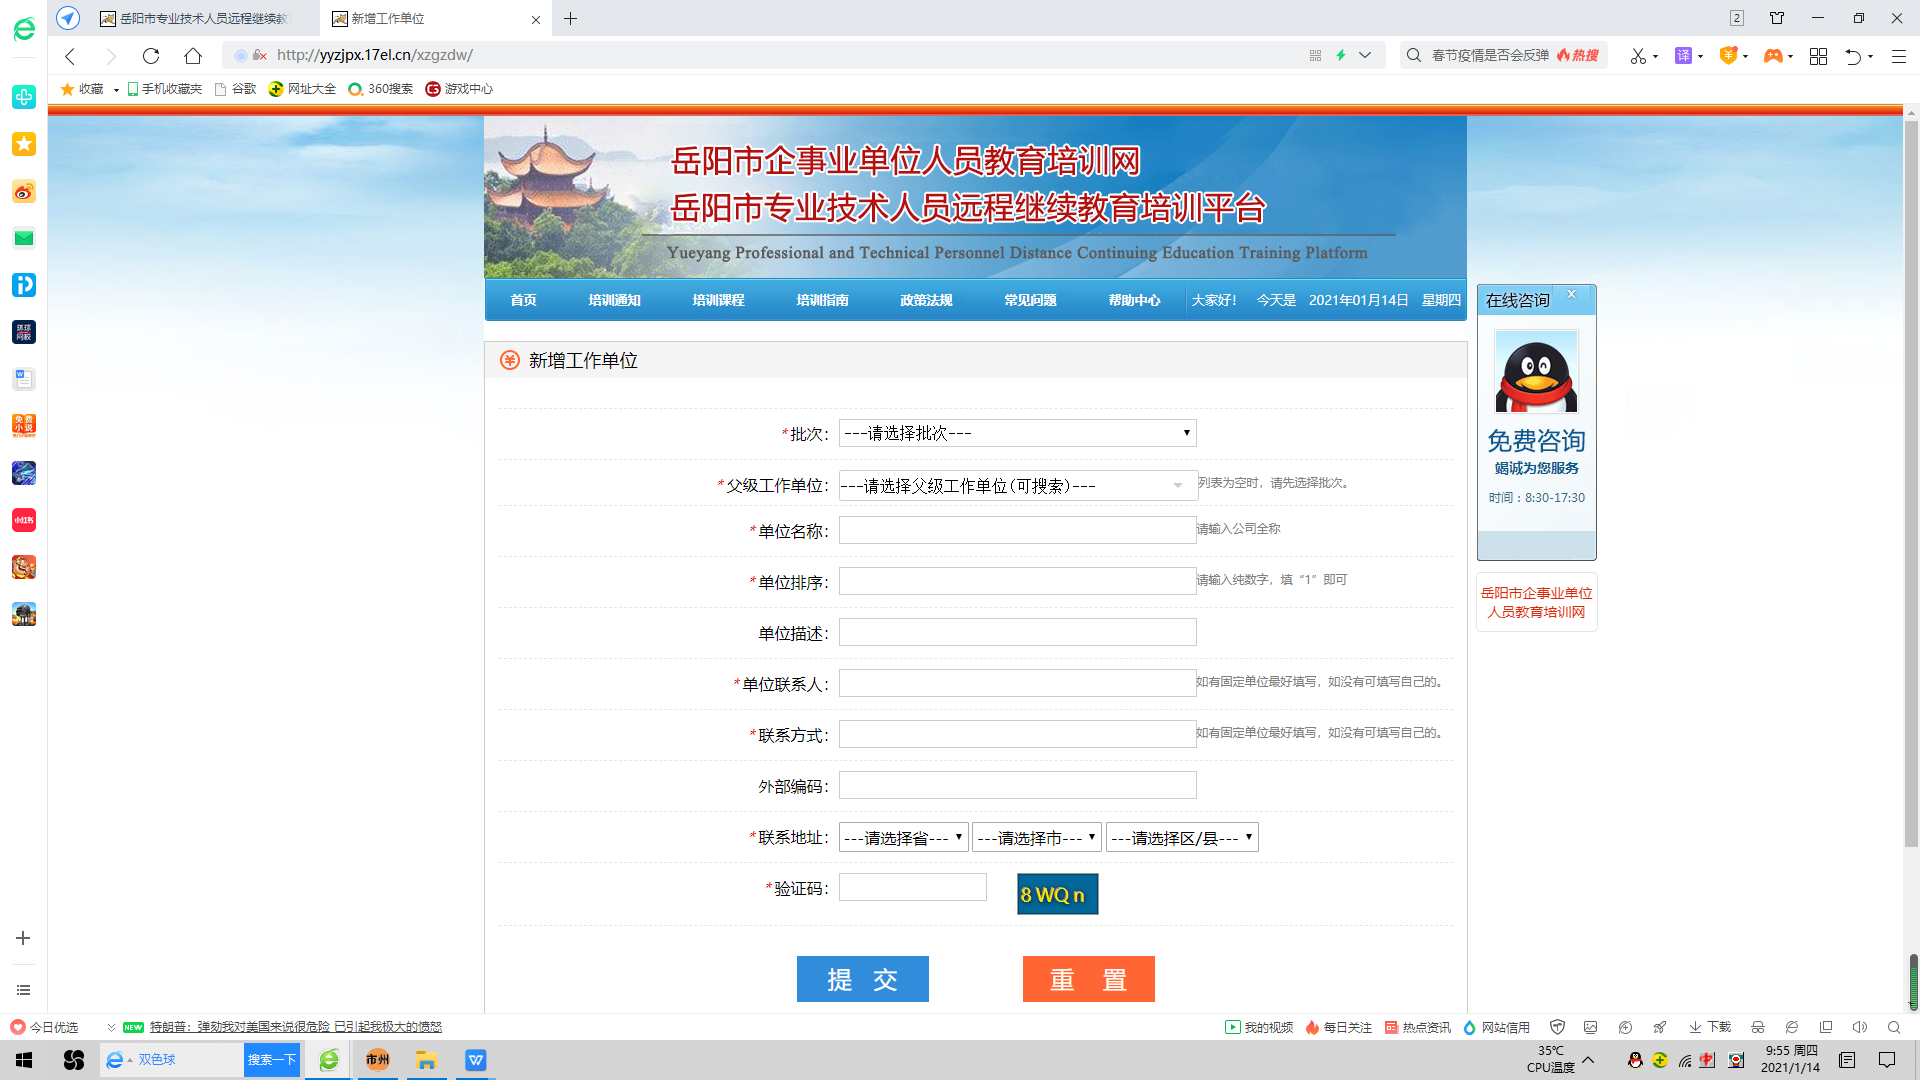 岳阳市专业技术人员远程继续教
新增工作单位
2
http://yyzjpx.17el.cn/xzgzdw/
春节疫情是否会反弹
热搜
译
收藏
手机收藏夹
谷歌
网址大全
360搜索
游戏中心
岳阳市企事业单位人员教育培训网
岳阳市专业技术人员远程继续教育培训平台
Yueyang Professional and Technical Personnel Distance Continuing Education Training Platform
首页 培训通知 培训课程 培训指南 政策法规 常见问题 帮助中心 大家好! 今天是 2021年01月14日 星期四
新增工作单位
*批次: ---请选择批次---
*父级工作单位: ---请选择父级工作单位(可搜索)--- 列表为空时，请先选择批次。
*单位名称: 请输入公司全称
*单位排序: 请输入纯数字，填“1”即可
单位描述:
*单位联系人: 如有固定单位最好填写，如没有可填写自己的。
*联系方式: 如有固定单位最好填写，如没有可填写自己的。
外部编码:
*联系地址: ---请选择省--- ---请选择市--- ---请选择区/县---
*验证码: 8WQn
提 交 重 置
在线咨询 x
免费咨询
竭诚为您服务
时间：8:30-17:30
岳阳市企事业单位
人员教育培训网
环球
网校
免费
小说
小红书
今日优选
NEW 特朗普：弹劾我对美国来说很危险 已引起我极大的愤怒
我的视频 每日关注 热点资讯 网站信用 下载
双色球 搜索一下
市州
35℃
CPU温度
中
9:55 周四
2021/1/14